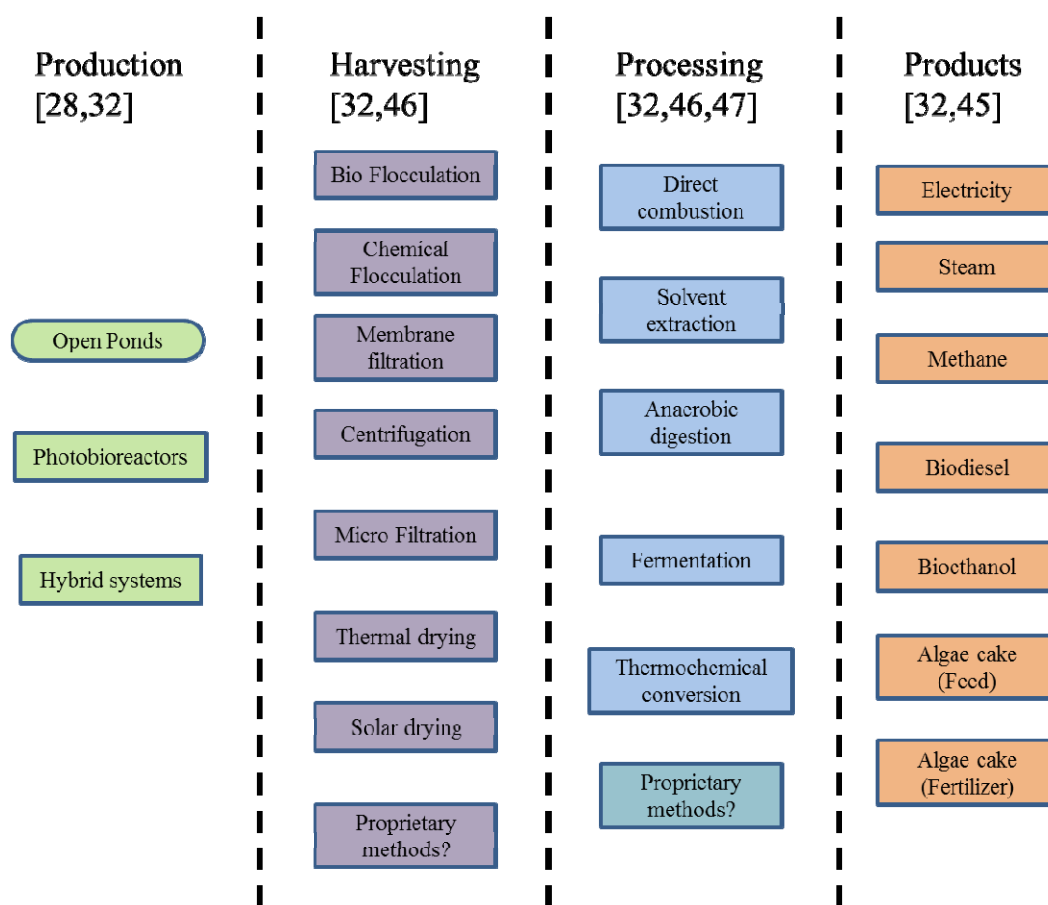 Production
[28,32]
Harvesting
[32,46]
Processing
[32,46,47]
Products
[32,45]
Open Ponds
Photobioreactors
Hybrid systems
Bio Flocculation
Chemical
Flocculation
Membrane
filtration
Centrifugation
Micro Filtration
Thermal drying
Solar drying
Proprietary
methods?
Direct
combustion
Solvent
extraction
Anaerobic
digestion
Fermentation
Thermochemical
conversion
Proprietary
methods?
Electricity
Steam
Methane
Biodiesel
Bioethanol
Algae cake
(Feed)
Algae cake
(Fertilizer)